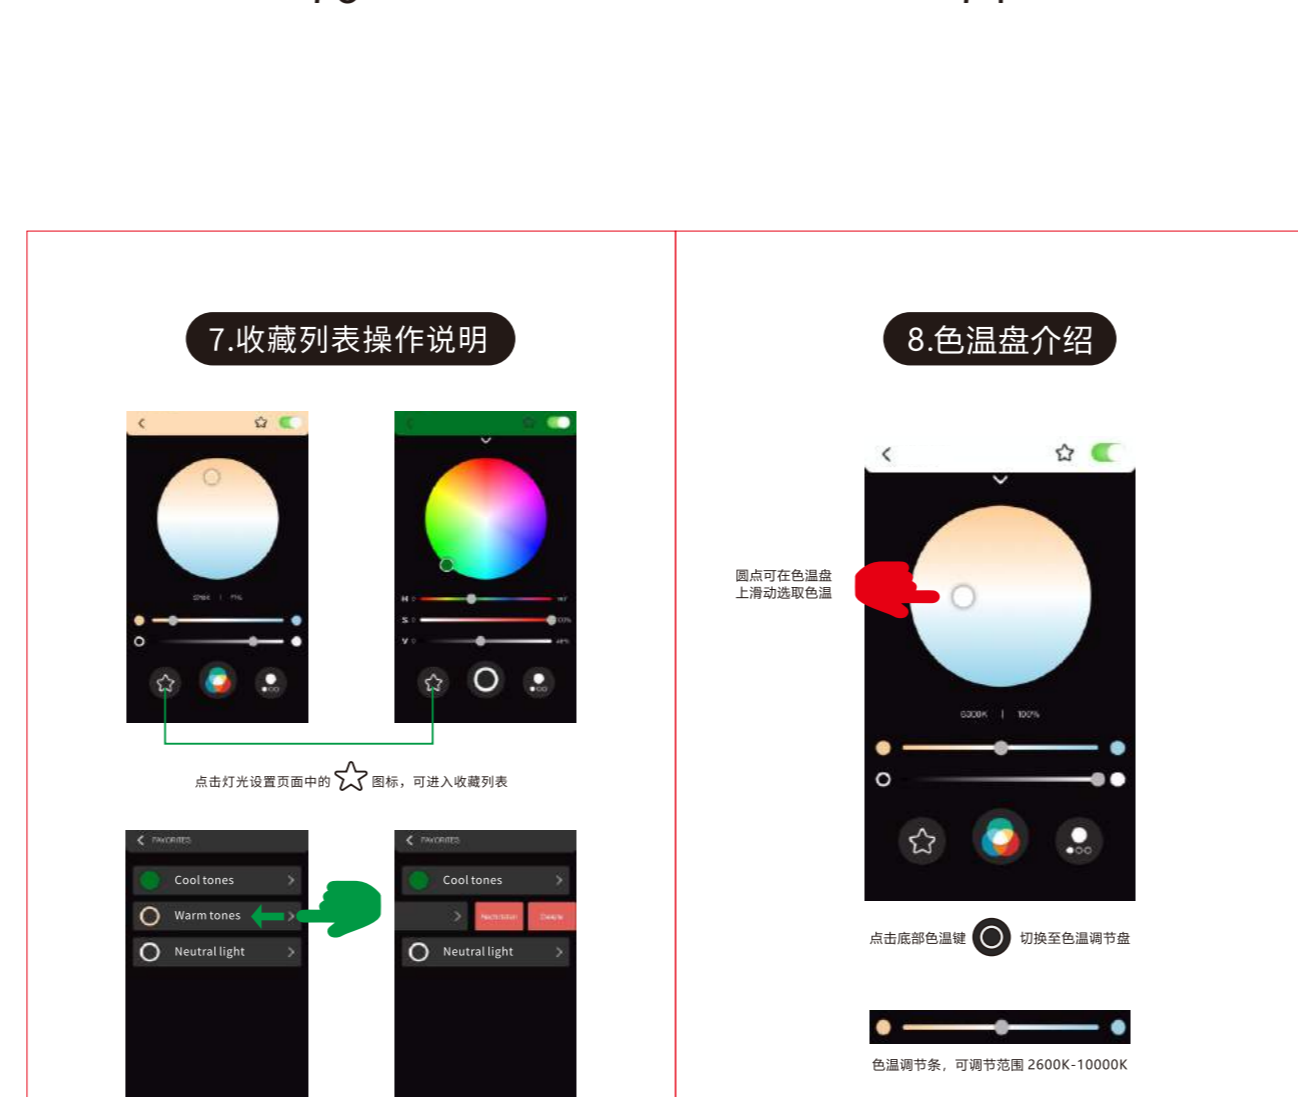 7.收藏列表操作说明
H
S
V
点击灯光设置页面中的 图标，可进入收藏列表
FAVORITES
Cool tones
Warm tones
Neutral light
FAVORITES
Cool tones
Delete
Neutral light
8.色温盘介绍
圆点可在色温盘
上滑动选取色温
100%
点击底部色温键 切换至色温调节盘
色温调节条，可调节范围 2600K-10000K